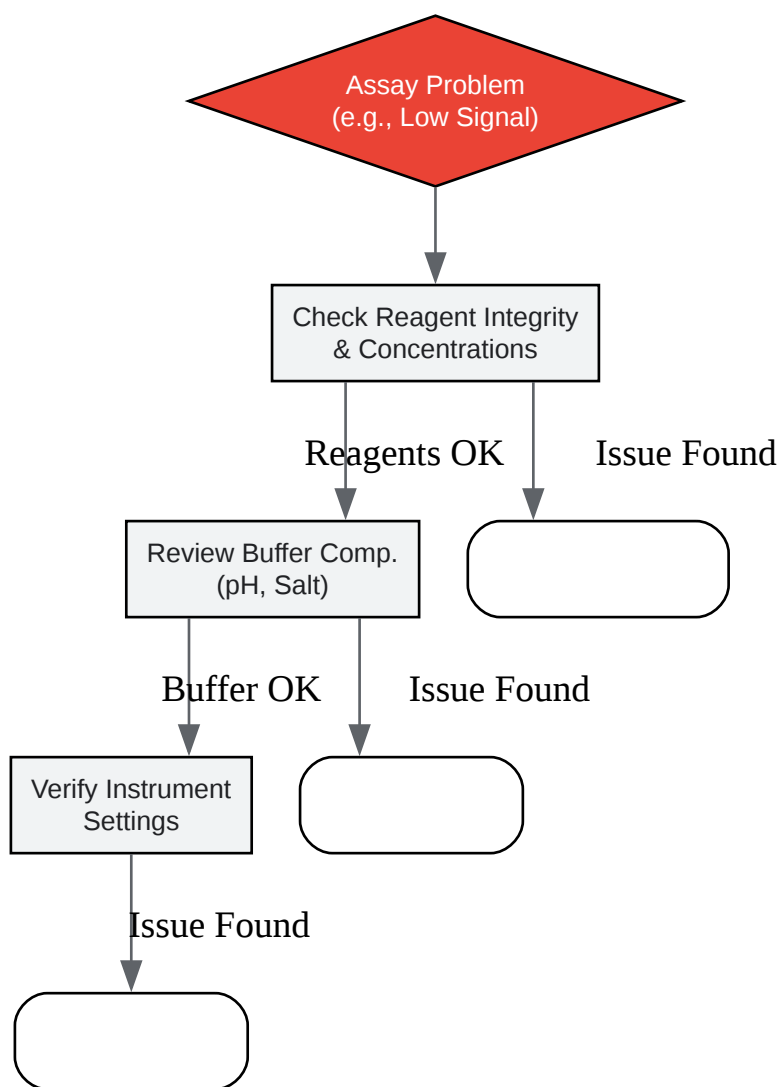 Assay Problem
(e.g., Low Signal)
Check Reagent Integrity
& Concentrations
Reagents OK
Issue Found
Review Buffer Comp.
(pH, Salt)
Buffer OK
Issue Found
Verify Instrument
Settings
Issue Found